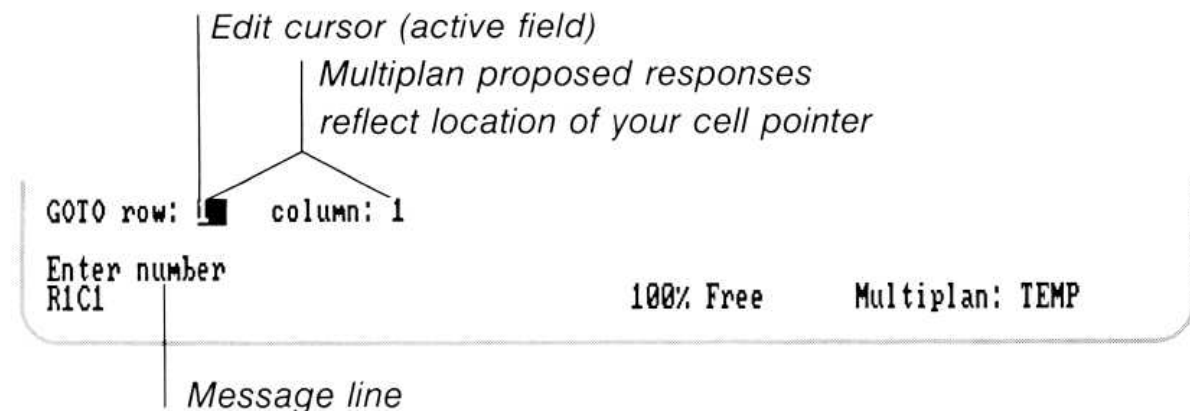 Edit cursor (active field)
Multiplan proposed responses
reflect location of your cell pointer
GOTO row: 1 column: 1
Enter number
R1C1 100% Free Multiplan: TEMP
Message line